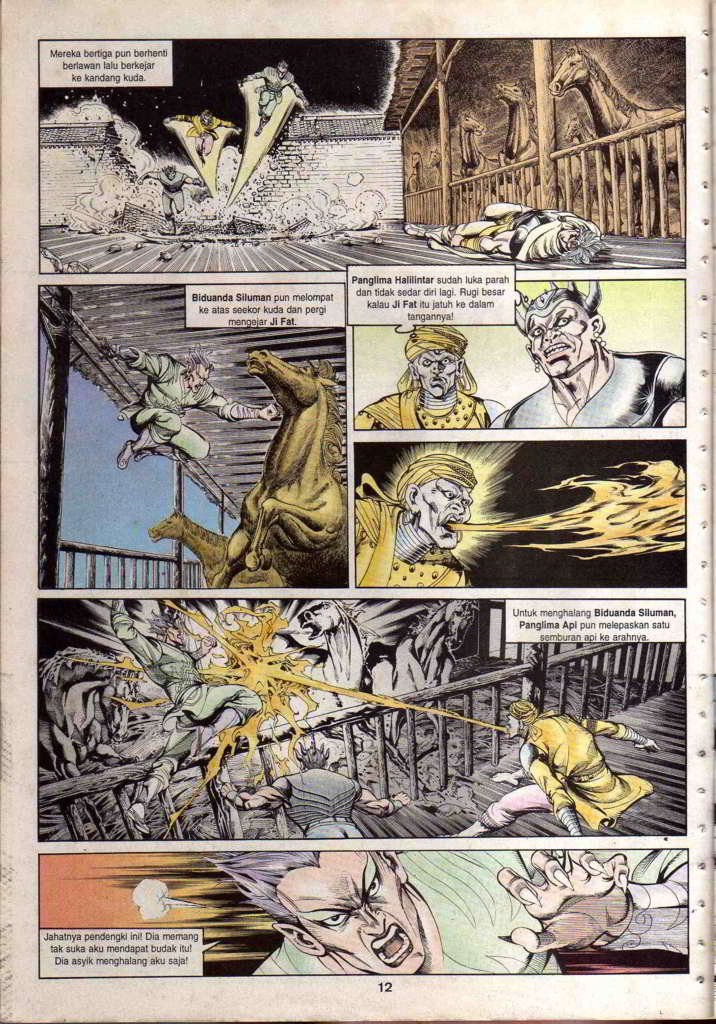 Mereka bertiga pun berhenti
berlawan lalu berkejar
ke kandang kuda.
Biduanda Siluman pun melompat
ke atas seekor kuda dan pergi
mengejar Ji Fat.
Panglima Halilintar sudah luka parah
dan tidak sedar diri lagi. Rugi besar
kalau Ji Fat itu jatuh ke dalam
tangannya!
Untuk menghalang Biduanda Siluman,
Panglima Api pun melepaskan satu
semburan api ke arahnya.
Jahatnya pendengki ini! Dia memang
tak suka aku mendapat budak itu!
Dia asyik menghalang aku saja!
12